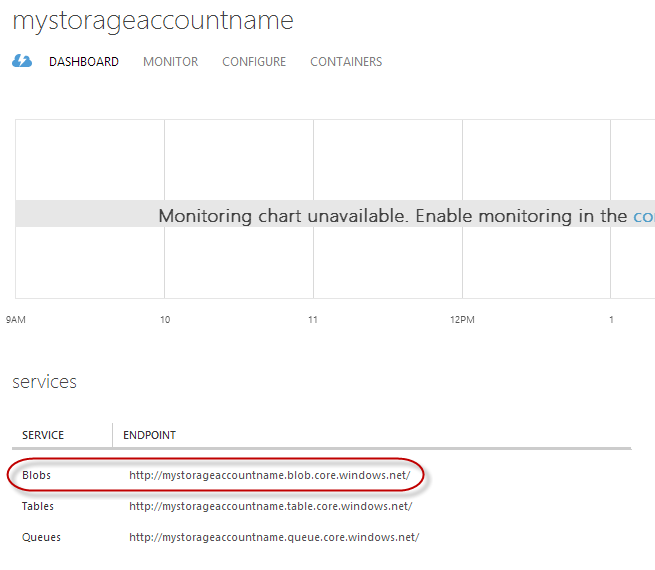 mystorageaccountname
DASHBOARD MONITOR CONFIGURE CONTAINERS
Monitoring chart unavailable. Enable monitoring in the
9AM 10 11 12PM 1
services
SERVICE ENDPOINT
Blobs http://mystorageaccountname.blob.core.windows.net/
Tables http://mystorageaccountname.table.core.windows.net/
Queues http://mystorageaccountname.queue.core.windows.net/